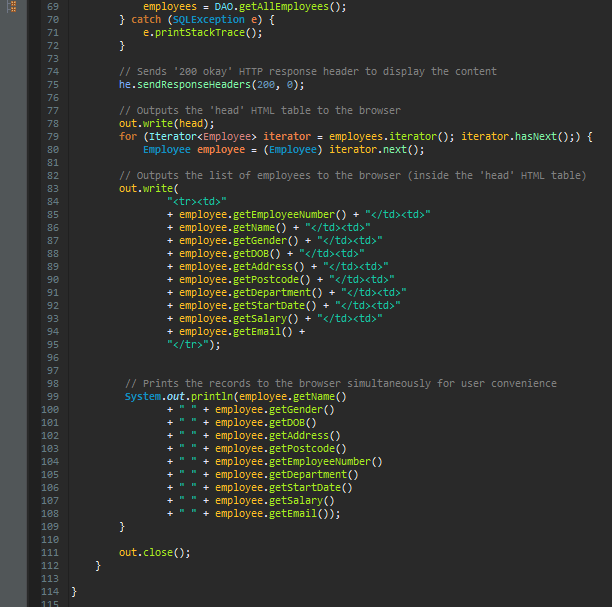 69 employees = DAO.getAllEmployees();
70 } catch (SQLException e) {
71 e.printStackTrace();
72 }
73
74 // Sends '200 okay' HTTP response header to display the content
75 he.sendResponseHeaders(200, 0);
76
77 // Outputs the 'head' HTML table to the browser
78 out.write(head);
79 for (Iterator<Employee> iterator = employees.iterator(); iterator.hasNext();) {
80 Employee employee = (Employee) iterator.next();
81
82 // Outputs the list of employees to the browser (inside the 'head' HTML table)
83 out.write(
84 "<tr><td>"
85 + employee.getEmployeeNumber() + "</td><td>"
86 + employee.getName() + "</td><td>"
87 + employee.getGender() + "</td><td>"
88 + employee.getDOB() + "</td><td>"
89 + employee.getAddress() + "</td><td>"
90 + employee.getPostcode() + "</td><td>"
91 + employee.getDepartment() + "</td><td>"
92 + employee.getStartDate() + "</td><td>"
93 + employee.getSalary() + "</td><td>"
94 + employee.getEmail() +
95 "</tr>");
96
97
98 // Prints the records to the browser simultaneously for user convenience
99 System.out.println(employee.getName()
100 + " " + employee.getGender()
101 + " " + employee.getDOB()
102 + " " + employee.getAddress()
103 + " " + employee.getPostcode()
104 + " " + employee.getEmployeeNumber()
105 + " " + employee.getDepartment()
106 + " " + employee.getStartDate()
107 + " " + employee.getSalary()
108 + " " + employee.getEmail());
109 }
110
111 out.close();
112 }
113
114 }
115